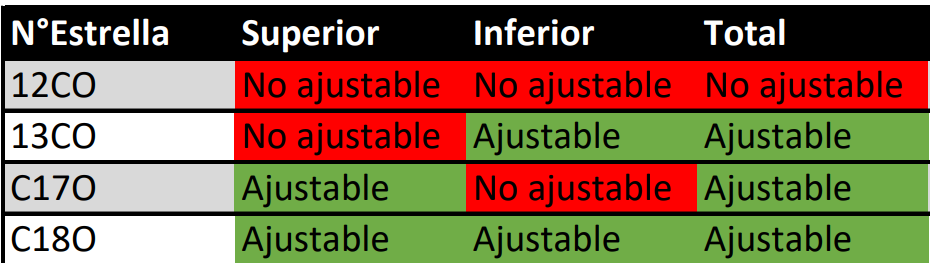 N°Estrella Superior Inferior Total
12CO No ajustable No ajustable No ajustable
13CO No ajustable Ajustable Ajustable
C17O Ajustable No ajustable Ajustable
C18O Ajustable Ajustable Ajustable